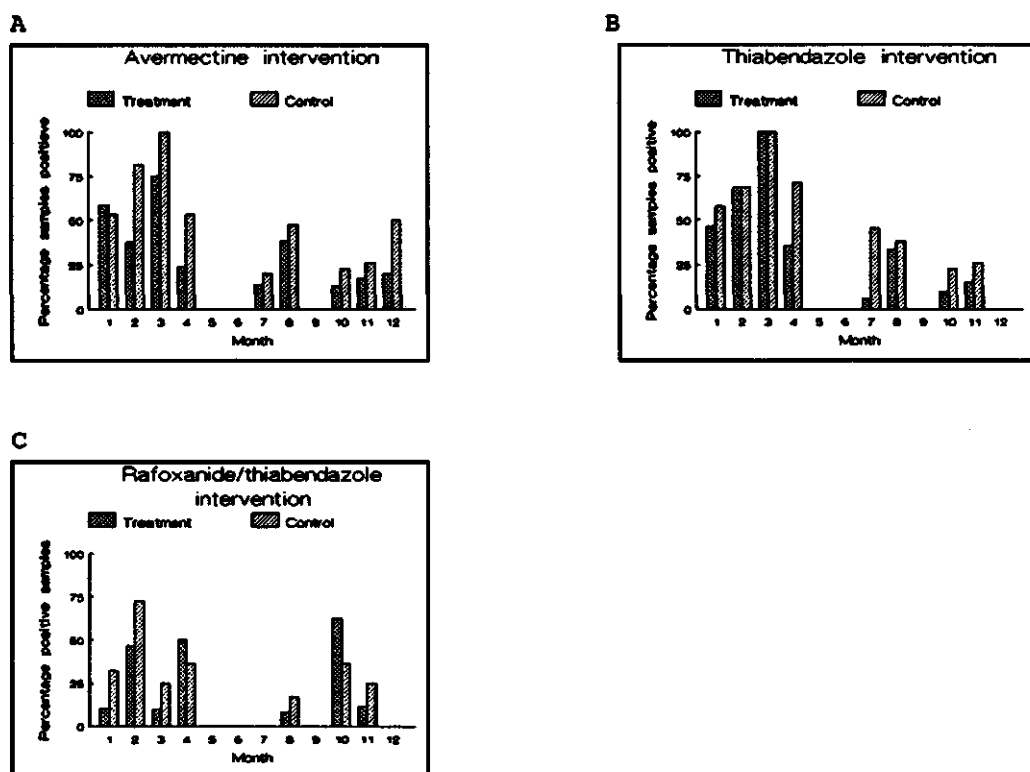 A
Avermectine intervention
Treatment Control
Percentage samples positieve
100
75
50
25
0
1 2 3 4 5 6 7 8 9 10 11 12
Month
B
Thiabendazole intervention
Treatment Control
Percentage samples positive
100
75
50
25
0
1 2 3 4 5 6 7 8 9 10 11 12
Month
C
Rafoxanide/thiabendazole
intervention
Treatment Control
Percentage positive samples
100
75
50
25
0
1 2 3 4 5 6 7 8 9 10 11 12
Month